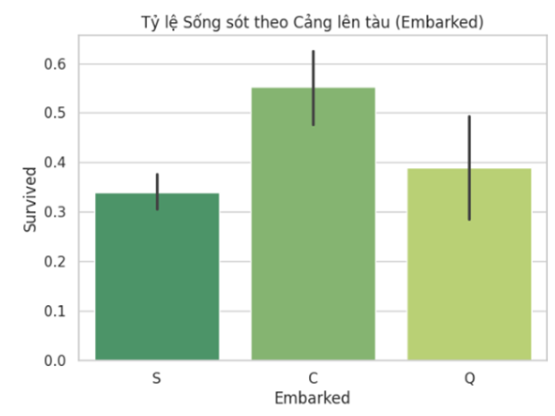 Tỷ lệ Sống sót theo Cảng lên tàu (Embarked)
0.6
0.5
0.4
0.3
0.2
0.1
0.0
Survived
S C Q
Embarked